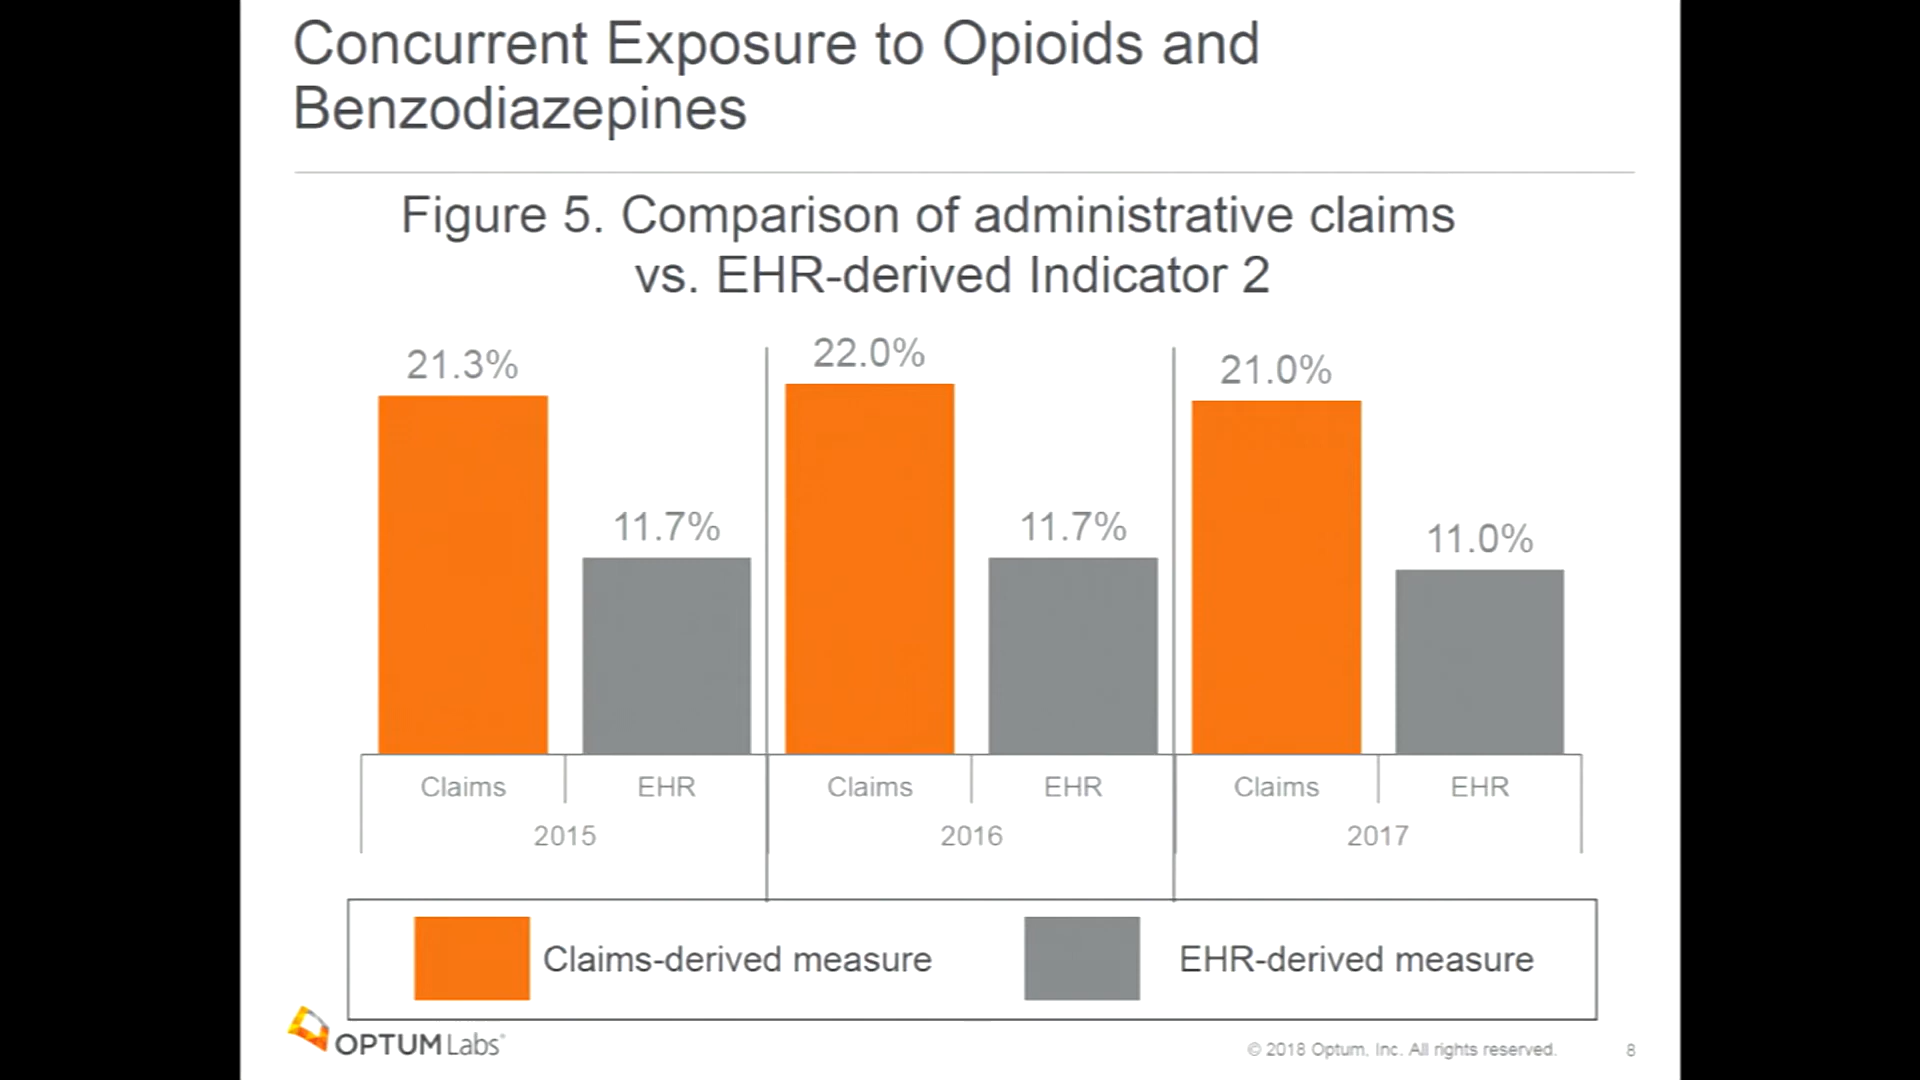 Concurrent Exposure to Opioids and
Benzodiazepines
Figure 5. Comparison of administrative claims
vs. EHR-derived Indicator 2
21.3%
11.7%
22.0%
11.7%
21.0%
11.0%
Claims
EHR
Claims
EHR
Claims
EHR
2015
2016
2017
Claims-derived measure
EHR-derived measure
OPTUMLabs®
© 2018 Optum, Inc. All rights reserved.
8